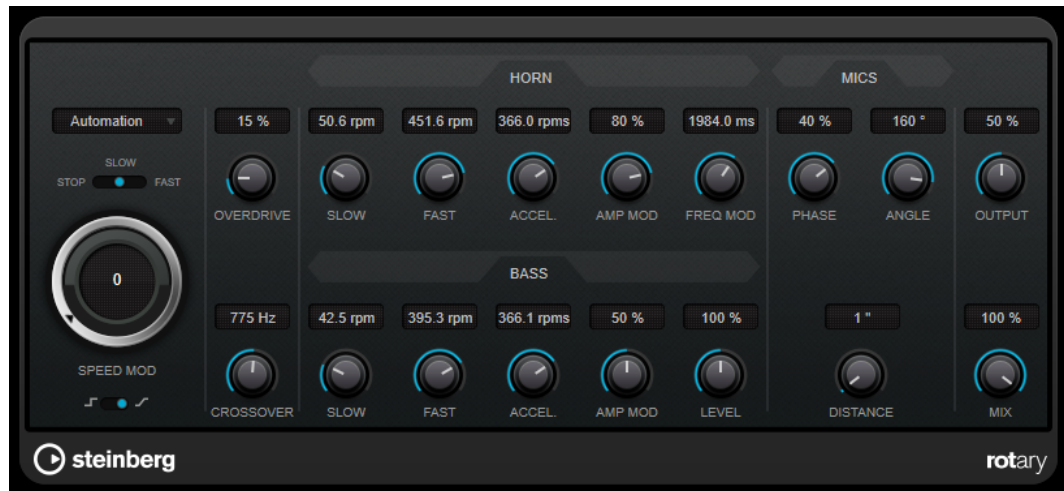 HORN
MICS
Automation
15 %
50.6 rpm
451.6 rpm
366.0 rpms
80 %
1984.0 ms
40 %
160 °
50 %
SLOW
STOP
FAST
OVERDRIVE
SLOW
FAST
ACCEL.
AMP MOD
FREQ MOD
PHASE
ANGLE
OUTPUT
0
BASS
775 Hz
42.5 rpm
395.3 rpm
366.1 rpms
50 %
100 %
1 "
100 %
SPEED MOD
CROSSOVER
SLOW
FAST
ACCEL.
AMP MOD
LEVEL
DISTANCE
MIX
steinberg
rotary